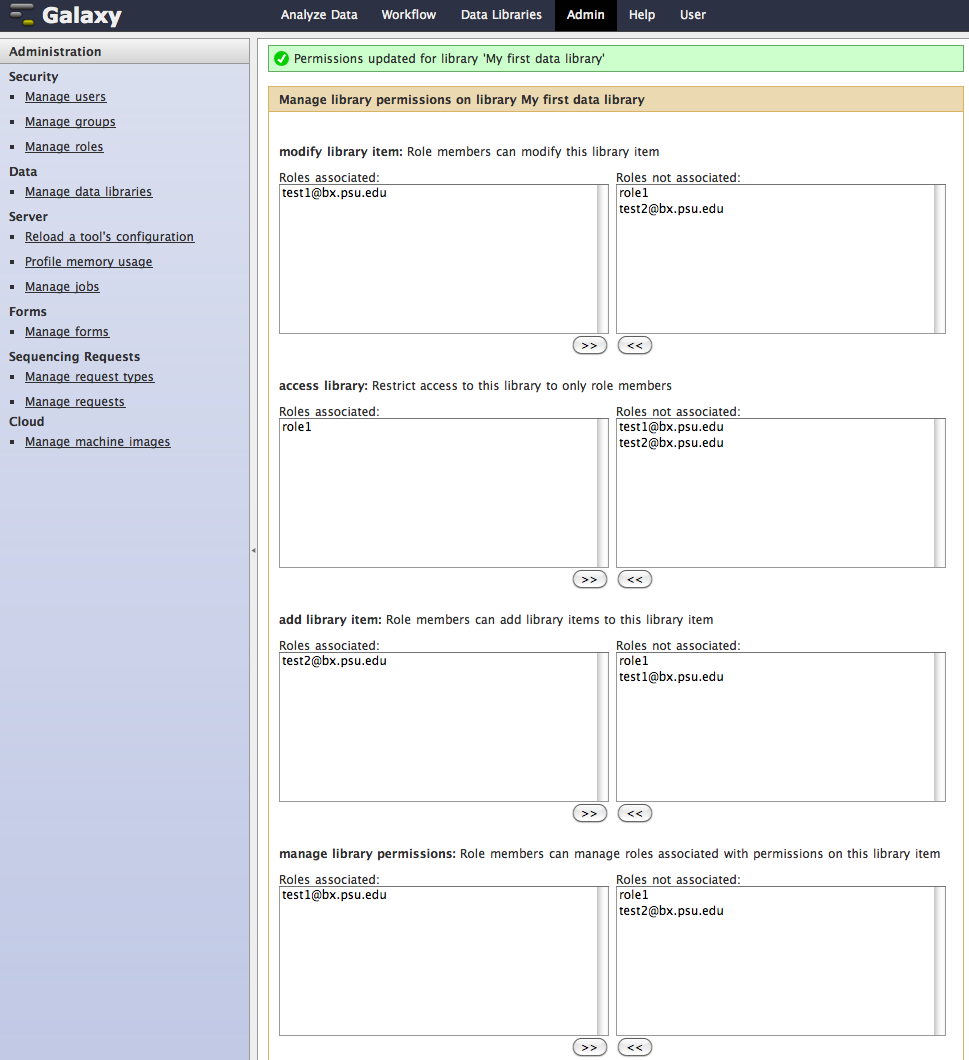 Galaxy
Analyze Data Workflow Data Libraries Admin Help User
Administration
Security
Manage users
Manage groups
Manage roles
Data
Manage data libraries
Server
Reload a tool's configuration
Profile memory usage
Manage jobs
Forms
Manage forms
Sequencing Requests
Manage request types
Manage requests
Cloud
Manage machine images
Permissions updated for library 'My first data library'
Manage library permissions on library My first data library
modify library item: Role members can modify this library item
Roles associated:
test1@bx.psu.edu
>>
Roles not associated:
role1
test2@bx.psu.edu
<<
access library: Restrict access to this library to only role members
Roles associated:
role1
>>
Roles not associated:
test1@bx.psu.edu
test2@bx.psu.edu
<<
add library item: Role members can add library items to this library item
Roles associated:
test2@bx.psu.edu
>>
Roles not associated:
role1
test1@bx.psu.edu
<<
manage library permissions: Role members can manage roles associated with permissions on this library item
Roles associated:
test1@bx.psu.edu
>>
Roles not associated:
role1
test2@bx.psu.edu
<<